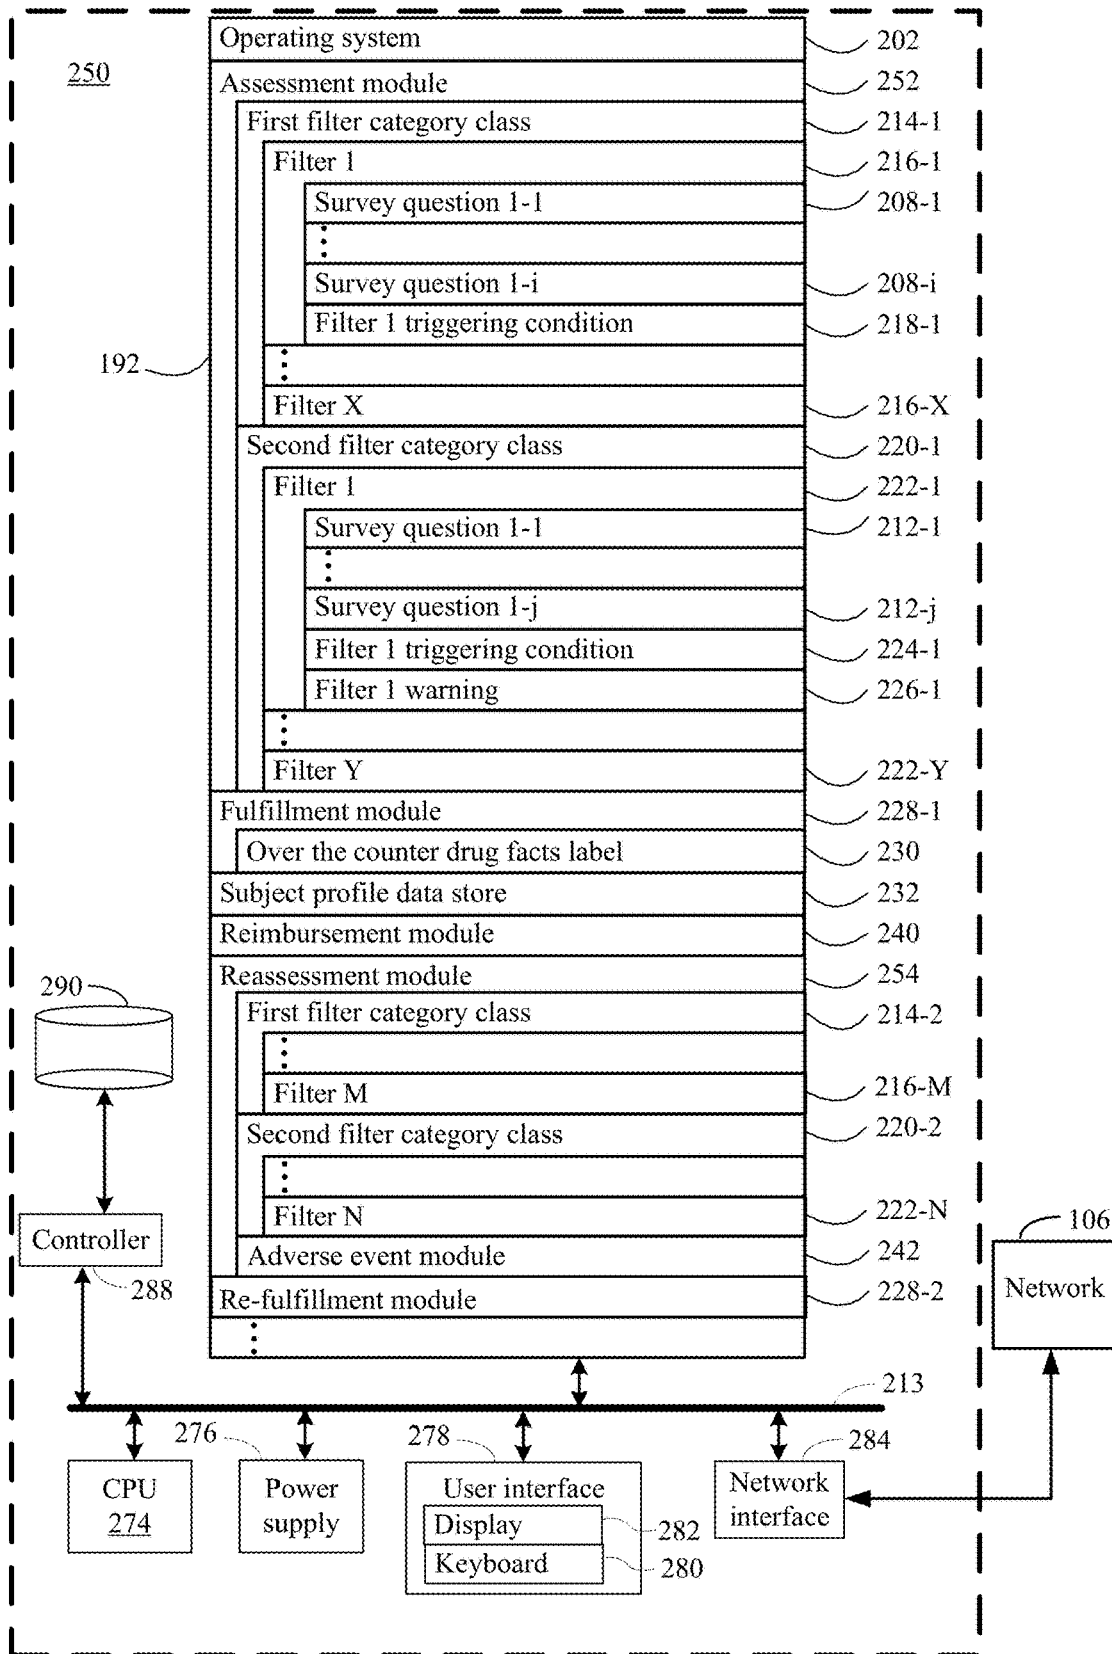 250
Operating system 202
Assessment module 252
First filter category class 214-1
Filter 1 216-1
Survey question 1-1 208-1
Survey question 1-i 208-i
Filter 1 triggering condition 218-1
192
Filter X 216-X
Second filter category class 220-1
Filter 1 222-1
Survey question 1-1 212-1
Survey question 1-j 212-j
Filter 1 triggering condition 224-1
Filter 1 warning 226-1
Filter Y 222-Y
Fulfillment module 228-1
Over the counter drug facts label 230
Subject profile data store 232
Reimbursement module 240
Reassessment module 254
290
First filter category class 214-2
Filter M 216-M
Second filter category class 220-2
Filter N 222-N
Controller
288
Adverse event module 242
Re-fulfillment module 228-2
106
Network
213
276 278 284
CPU
274
Power
supply
User interface
Display 282
Keyboard 280
Network
interface